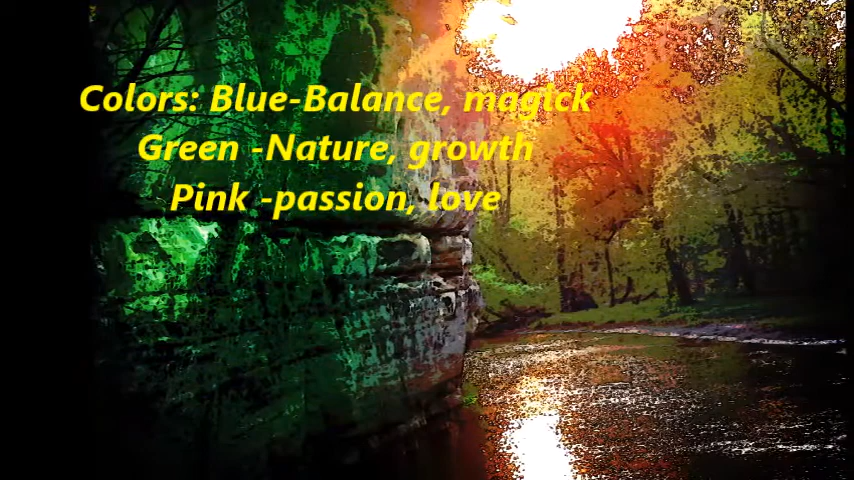 Colors: Blue-Balance, magick
Green -Nature, growth
Pink -passion, love